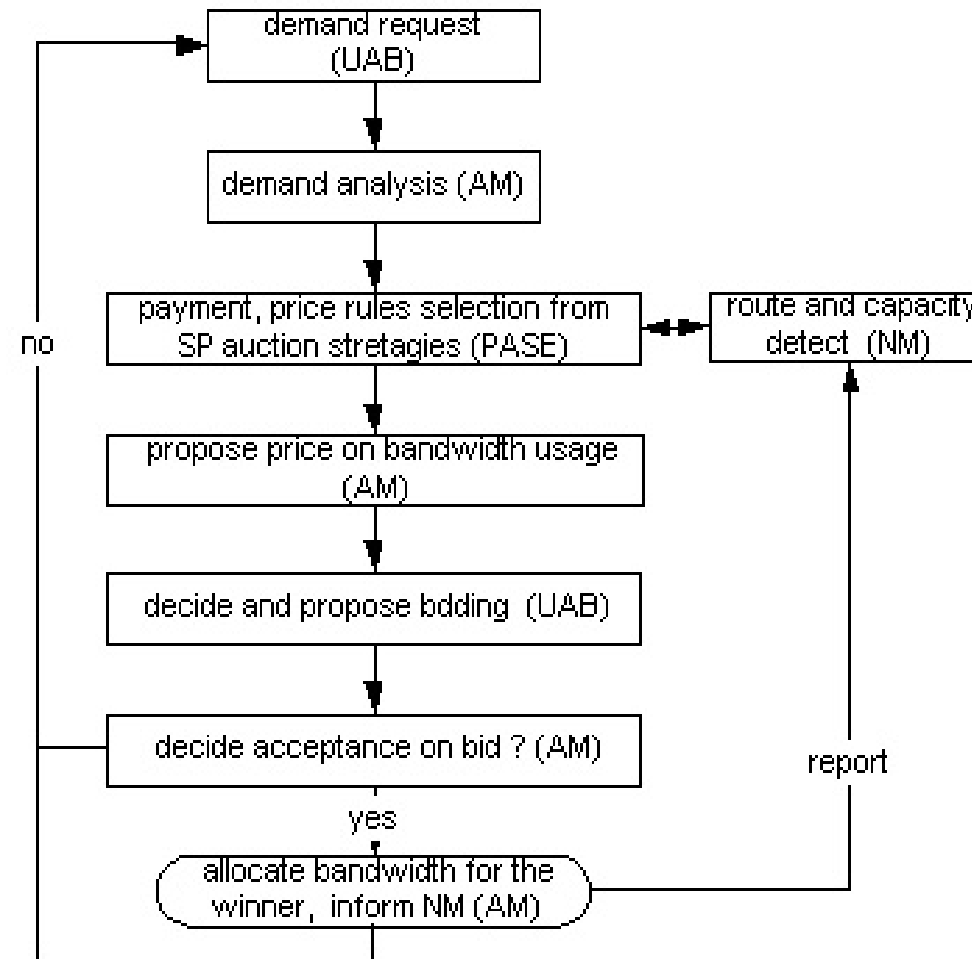 demand request
(UAB)
demand analysis (AM)
payment, price rules selection from
SP auction stretagies (PASE)
route and capacity
detect (NM)
no
propose price on bandwidth usage
(AM)
decide and propose bdding (UAB)
decide acceptance on bid ? (AM)
report
yes
allocate bandwidth for the
winner, inform NM (AM)